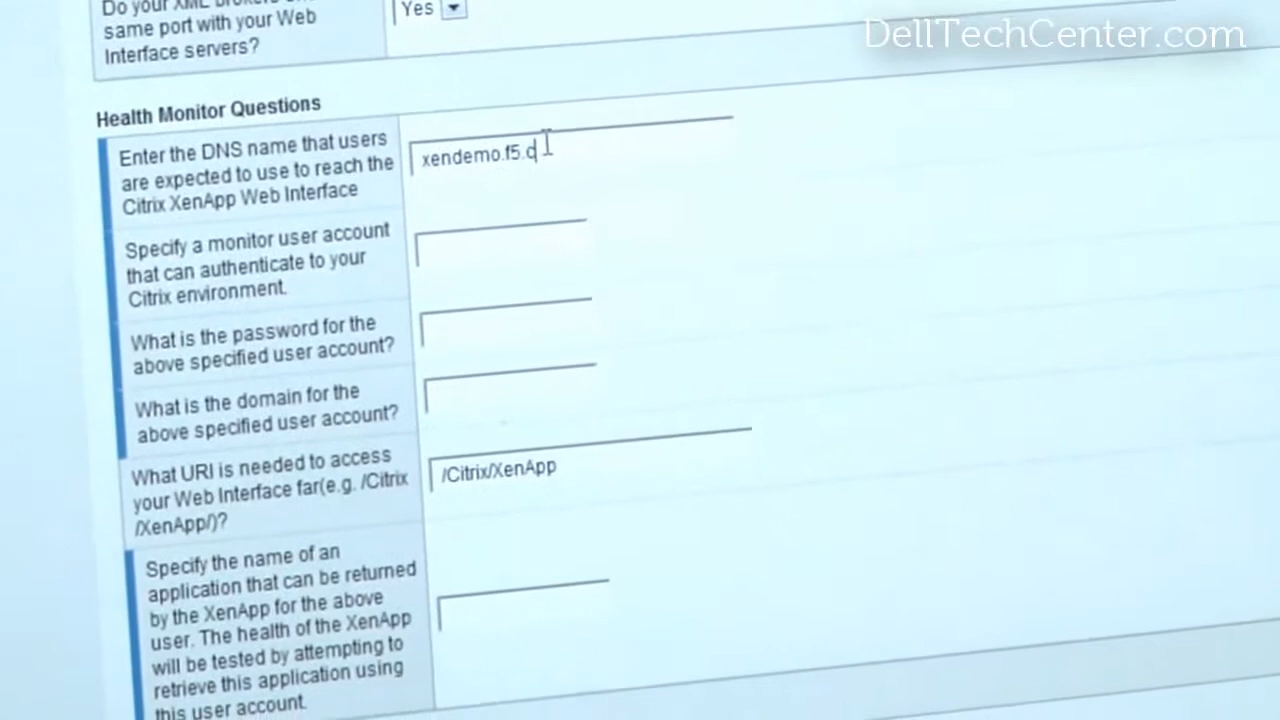 Do your XML
same port with your Web
Interface servers?
Yes
DellTechCenter.com
Health Monitor Questions
Enter the DNS name that users
are expected to use to reach the
Citrix XenApp Web Interface
xendemo.f5.c
Specify a monitor user account
that can authenticate to your
Citrix environment.
What is the password for the
above specified user account?
What is the domain for the
above specified user account?
What URI is needed to access
your Web Interface far(e.g. /Citrix
/XenApp/)?
/Citrix/XenApp
Specify the name of an
application that can be returned
by the XenApp for the above
user. The health of the XenApp
will be tested by attempting to
retrieve this application using
this user account.